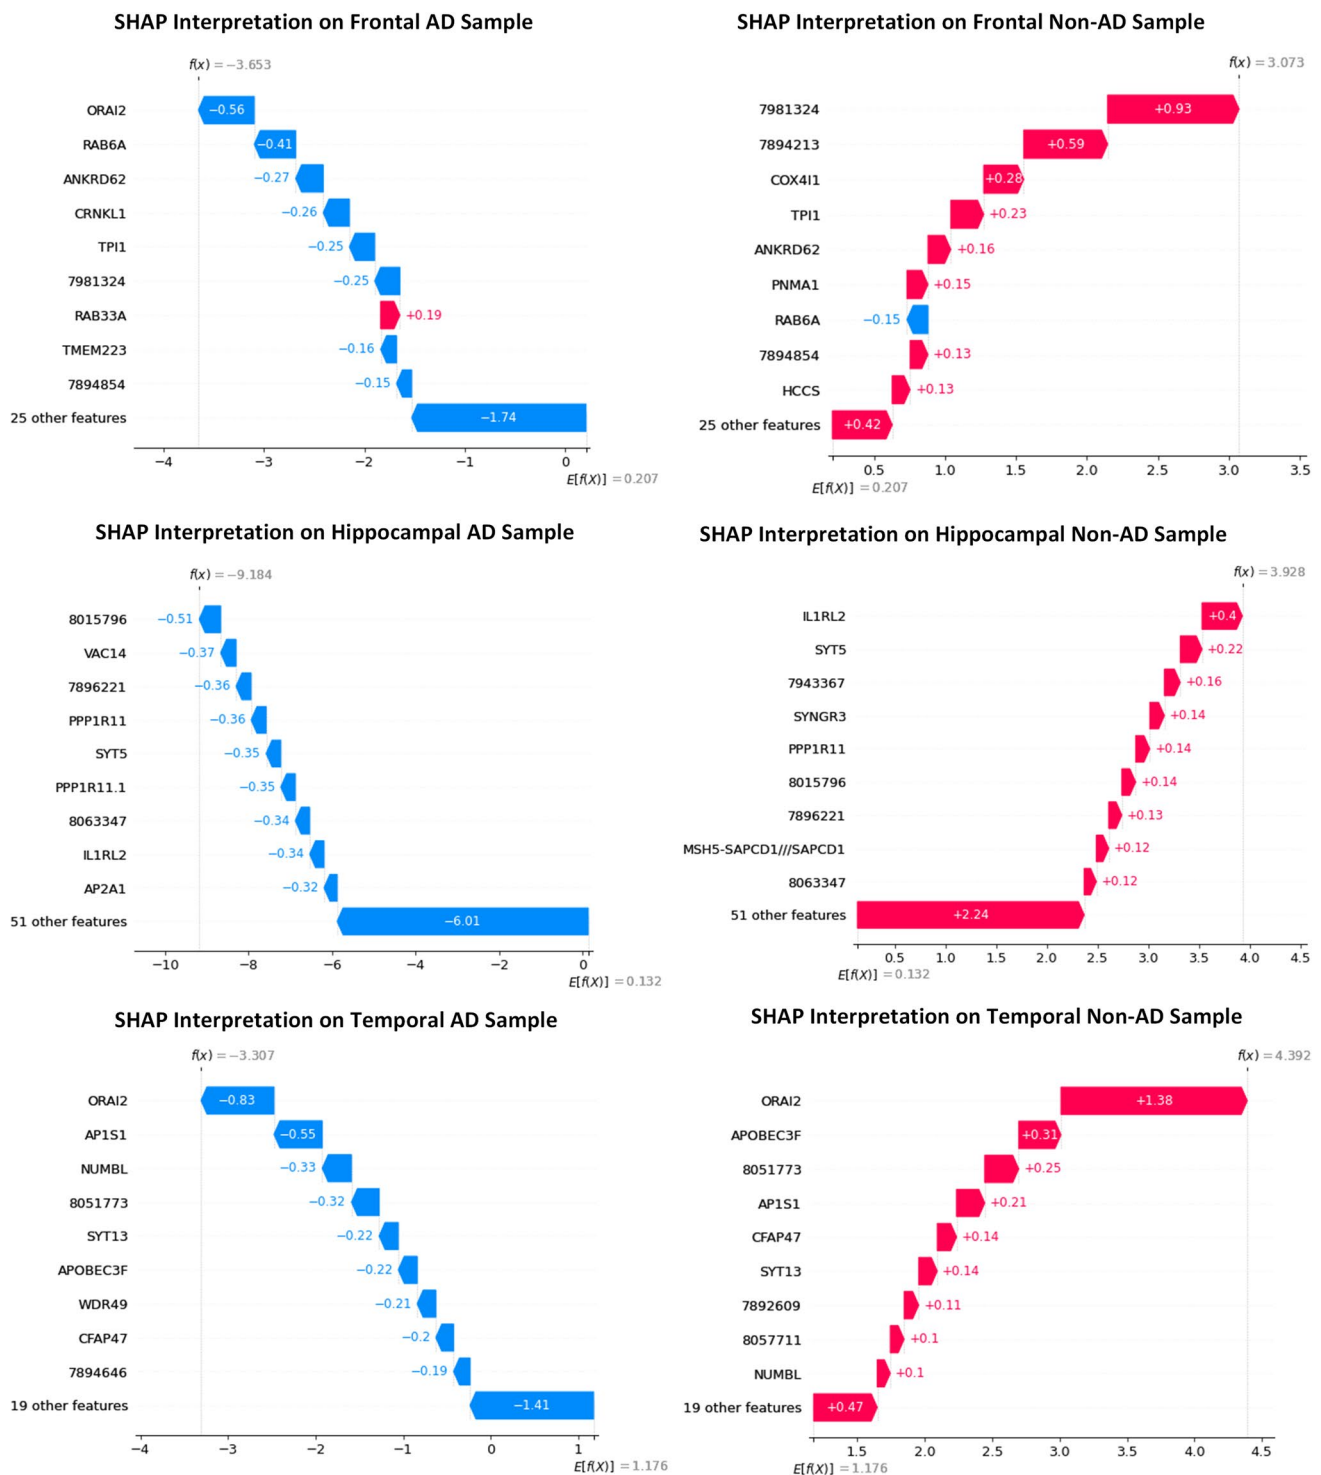 SHAP Interpretation on Frontal AD Sample
f(x) = −3.653
ORAI2 −0.56
RAB6A −0.41
ANKRD62 −0.27
CRNKL1 −0.26
TPI1 −0.25
7981324 −0.25
RAB33A +0.19
TMEM223 −0.16
7894854 −0.15
25 other features −1.74
−4 −3 −2 −1 0
E[f(X)] = 0.207
SHAP Interpretation on Frontal Non-AD Sample
f(x) = 3.073
7981324 +0.93
7894213 +0.59
COX4I1 +0.28
TPI1 +0.23
ANKRD62 +0.16
PNMA1 +0.15
RAB6A −0.15
7894854 +0.13
HCCS +0.13
25 other features +0.42
0.5 1.0 1.5 2.0 2.5 3.0 3.5
E[f(X)] = 0.207
SHAP Interpretation on Hippocampal AD Sample
f(x) = −9.184
8015796 −0.51
VAC14 −0.37
7896221 −0.36
PPP1R11 −0.36
SYT5 −0.35
PPP1R11.1 −0.35
8063347 −0.34
IL1RL2 −0.34
AP2A1 −0.32
51 other features −6.01
−10 −8 −6 −4 −2 0
E[f(X)] = 0.132
SHAP Interpretation on Hippocampal Non-AD Sample
f(x) = 3.928
IL1RL2 +0.4
SYT5 +0.22
7943367 +0.16
SYNGR3 +0.14
PPP1R11 +0.14
8015796 +0.14
7896221 +0.13
MSH5-SAPCD1///SAPCD1 +0.12
8063347 +0.12
51 other features +2.24
0.5 1.0 1.5 2.0 2.5 3.0 3.5 4.0 4.5
E[f(X)] = 0.132
SHAP Interpretation on Temporal AD Sample
f(x) = −3.307
ORAI2 −0.83
AP1S1 −0.55
NUMBL −0.33
8051773 −0.32
SYT13 −0.22
APOBEC3F −0.22
WDR49 −0.21
CFAP47 −0.2
7894646 −0.19
19 other features −1.41
−4 −3 −2 −1 0 1
E[f(X)] = 1.176
SHAP Interpretation on Temporal Non-AD Sample
f(x) = 4.392
ORAI2 +1.38
APOBEC3F +0.31
8051773 +0.25
AP1S1 +0.21
CFAP47 +0.14
SYT13 +0.14
7892609 +0.11
8057711 +0.1
NUMBL +0.1
19 other features +0.47
1.5 2.0 2.5 3.0 3.5 4.0 4.5
E[f(X)] = 1.176